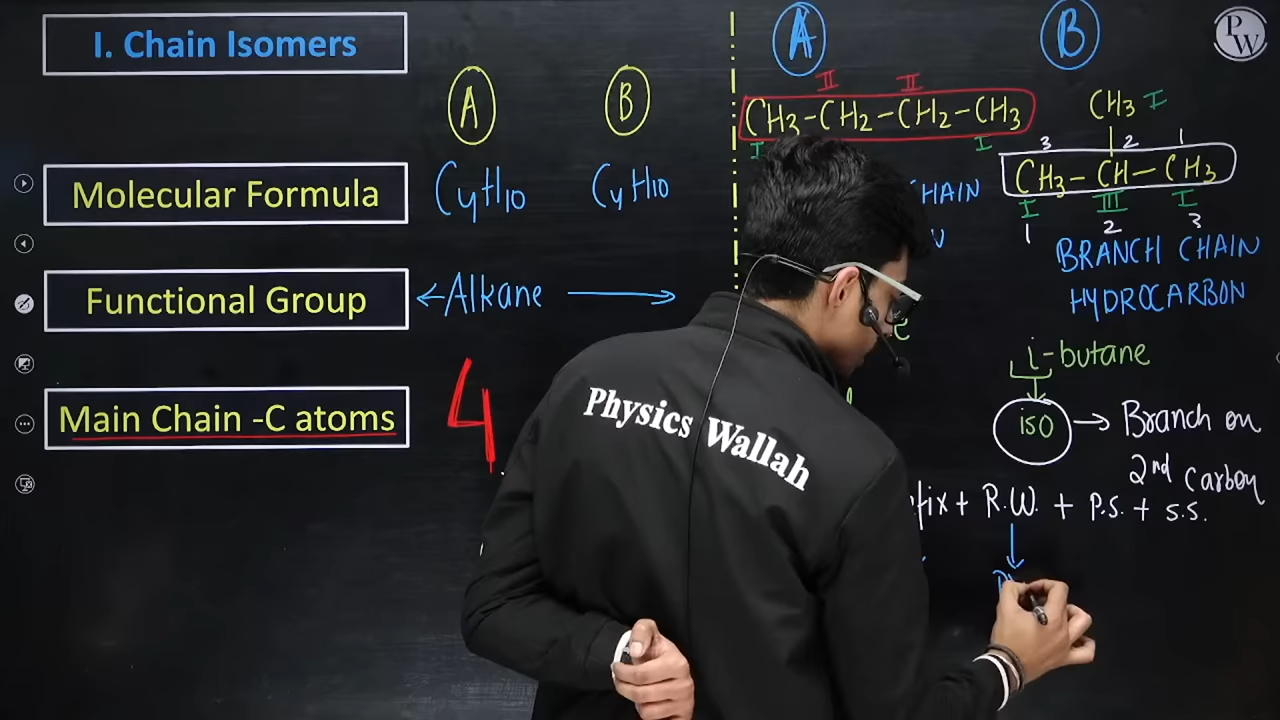 I. Chain Isomers
A
B
Molecular Formula
C4H10
C4H10
Functional Group
←Alkane →
Main Chain -C atoms
4
A
B
PW
II II
CH3-CH2-CH2-CH3
I I
CH3 I
3 2 1
CH3-CH-CH3
I III I
1 2 3
HAIN
BRANCH CHAIN
HYDROCARBON
i-butane
iso → Branch on
2nd Carbon
fix + R.W. + P.S. + S.S.
Physics Wallah